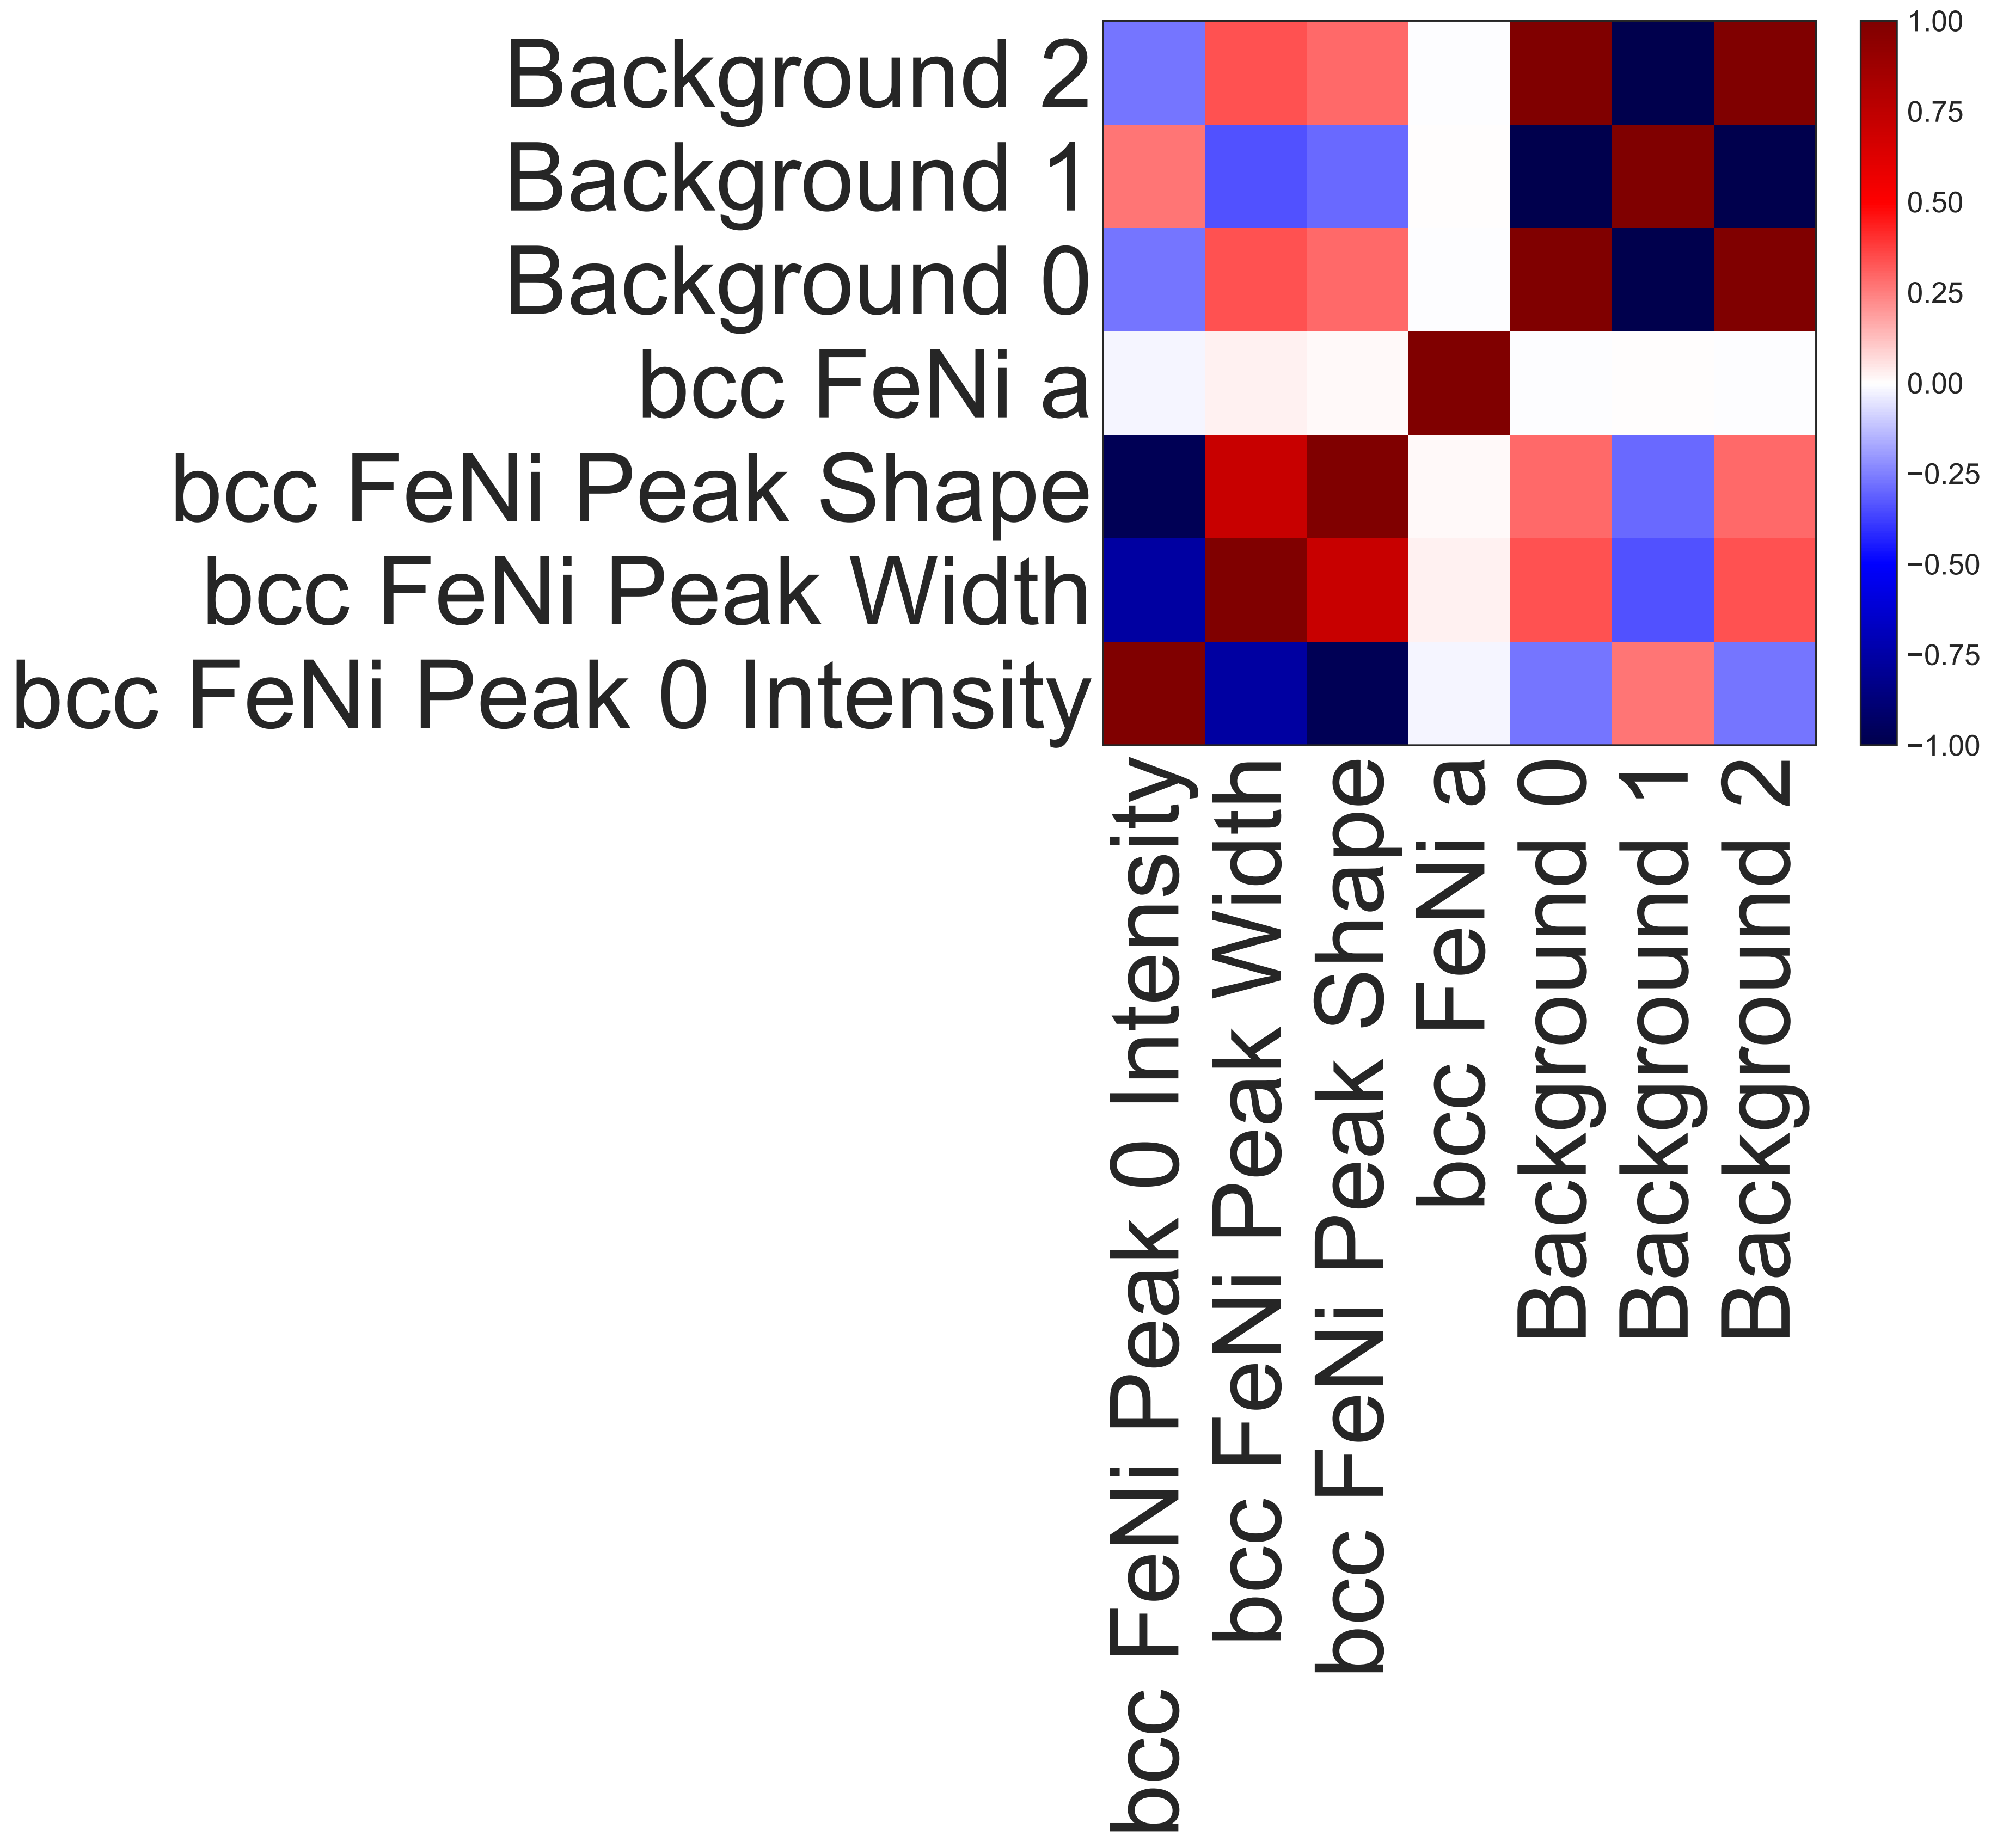 Background 2
Background 1
Background 0
bcc FeNi a
bcc FeNi Peak Shape
bcc FeNi Peak Width
bcc FeNi Peak 0 Intensity
bcc FeNi Peak 0 Intensity
bcc FeNi Peak Width
bcc FeNi Peak Shape
bcc FeNi a
Background 0
Background 1
Background 2
1.00
0.75
0.50
0.25
0.00
−0.25
−0.50
−0.75
−1.00